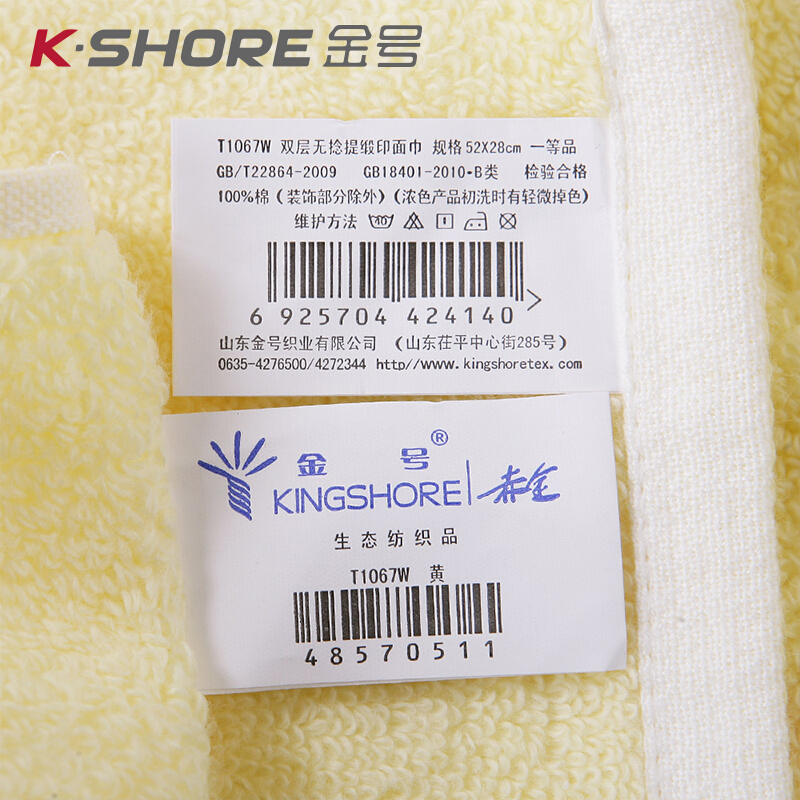 K·SHORE 金号
T1067W 双层无捻提缎印面巾 规格52X28cm 一等品
GB/T22864-2009 GB18401-2010·B类 检验合格
100%棉（装饰部分除外）（浓色产品初洗时有轻微掉色）
维护方法
6 925704 424140 >
山东金号织业有限公司 （山东茌平中心街285号）
0635-4276500/4272344 http//www.kingshoretex.com
金 号®
KINGSHORE | 赤金
生态纺织品
T1067W 黄
48570511